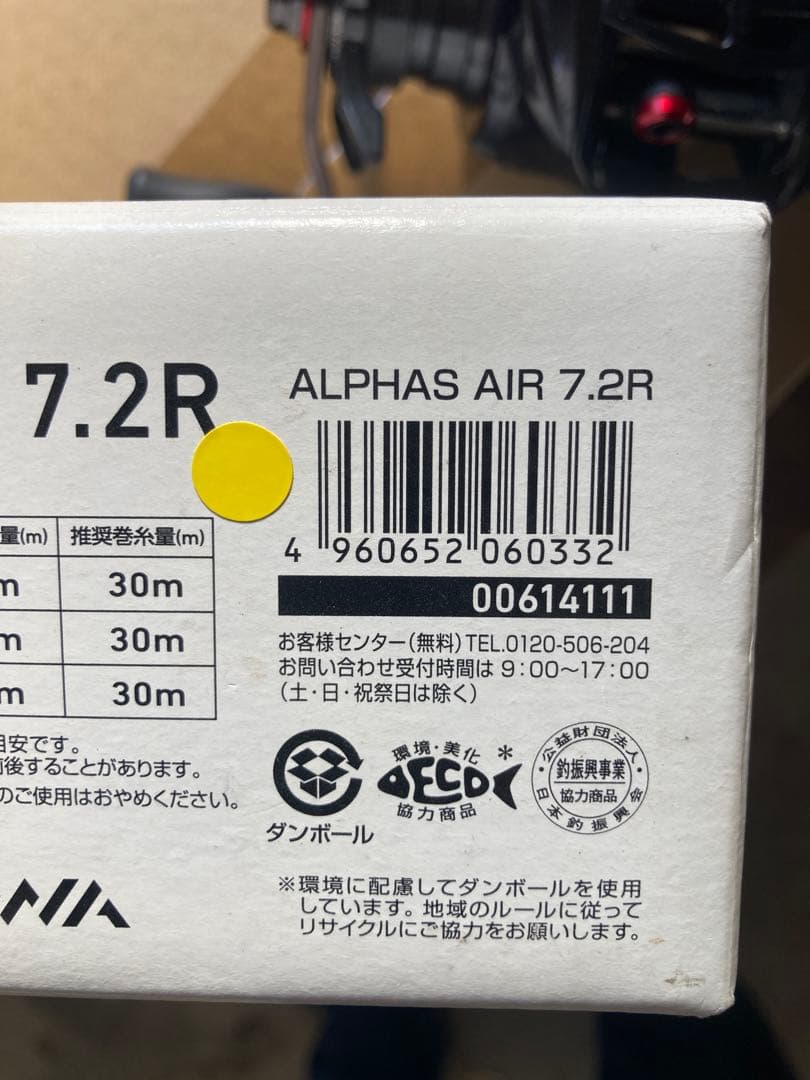 7.2R
ALPHAS AIR 7.2R
4 960652 060332
00614111
量(m) 推奨巻糸量(m)
m 30m
m 30m
m 30m
お客様センター(無料)TEL.0120-506-204
お問い合わせ受付時間は 9:00〜17:00
(土・日・祝祭日は除く)
目安です。
前後することがあります。
のご使用はおやめください。
ダンボール
環境・美化
DECO
*
協力商品
公益財団法人
釣振興事業
協力商品
日本釣振興会
※環境に配慮してダンボールを使用
しています。地域のルールに従って
リサイクルにご協力をお願いします。